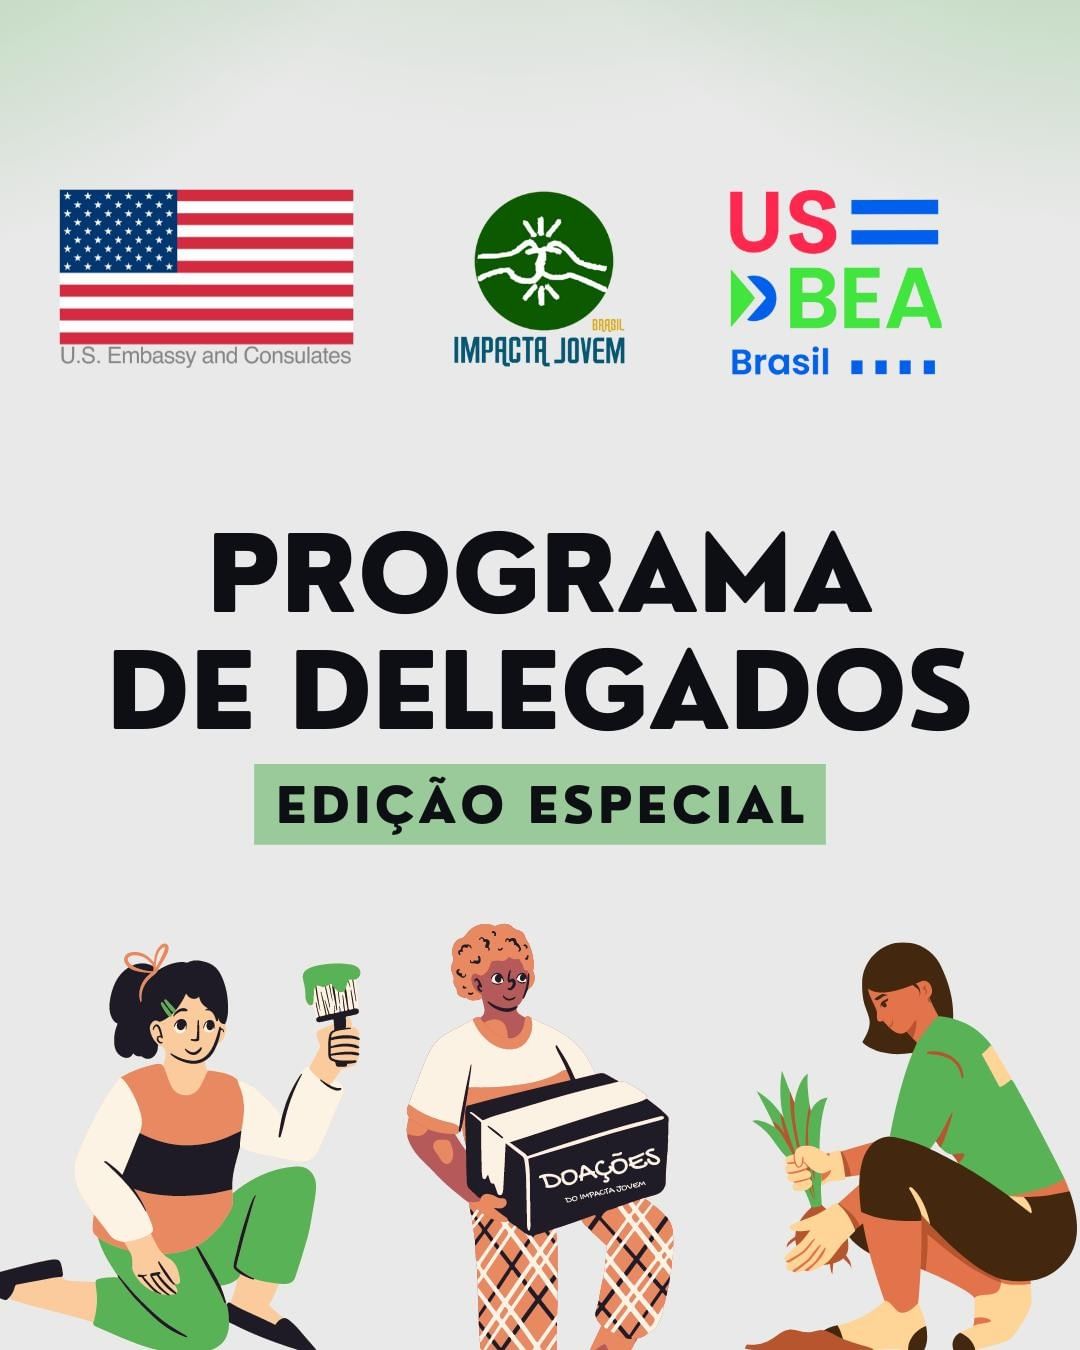 U.S. Embassy and Consulates
BRASIL
IMPACTA JOVEM
US
BEA
Brasil
PROGRAMA
DE DELEGADOS
EDIÇÃO ESPECIAL
DOAÇÕES
DO IMPACTA JOVEM